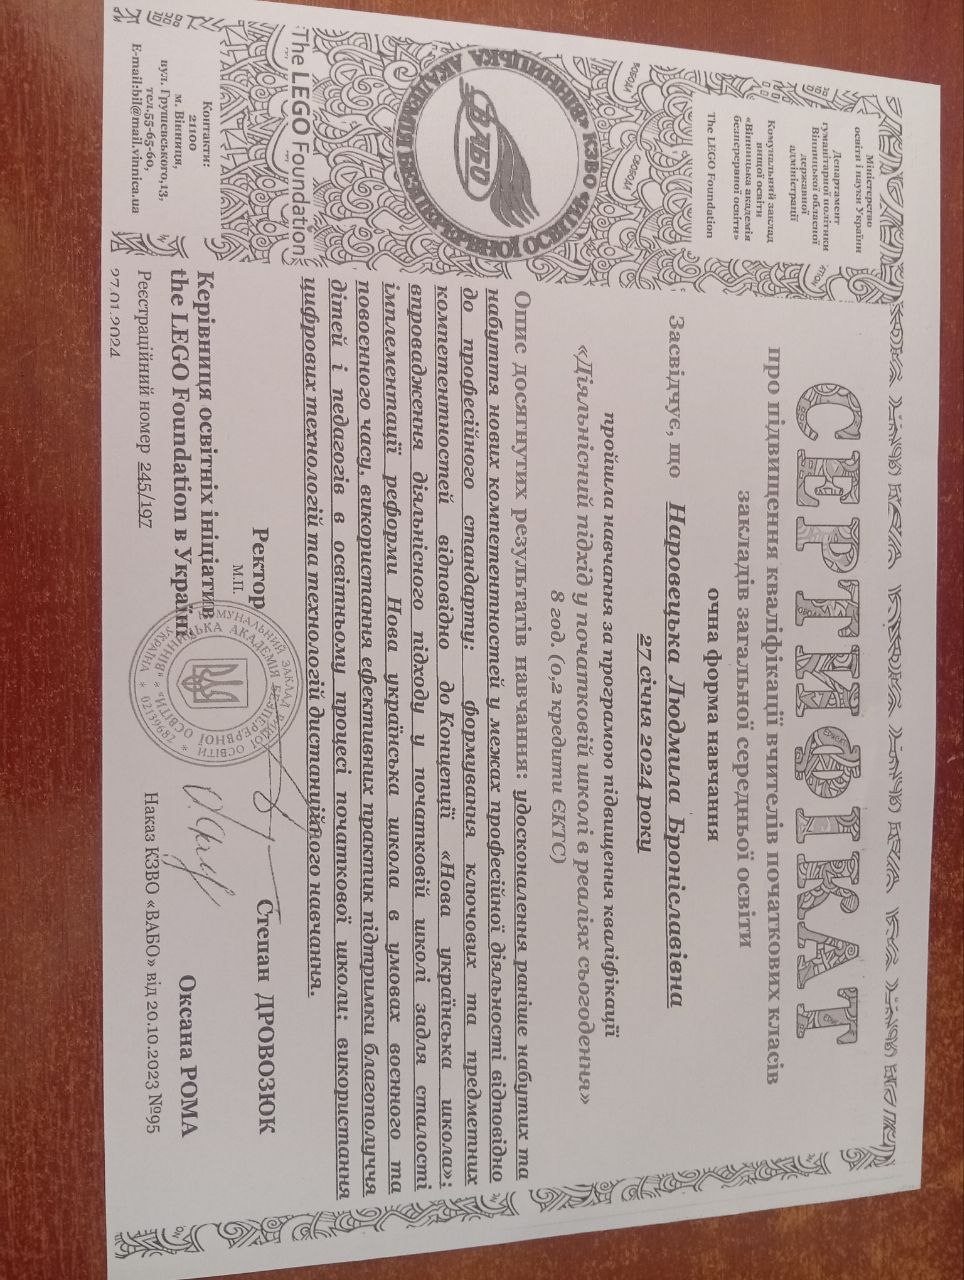 Міністерство
освіти і науки України
Департамент
гуманітарної політики
Вінницької обласної
державної
адміністрації
Комунальний заклад
вищої освіти
«Вінницька академія
безперервної освіти»
The LEGO Foundation
КЗВО «ВІННИЦЬКА АКАДЕМІЯ БЕЗПЕРЕРВНОЇ ОСВІТИ»
ВАБО
The LEGO Foundation
Контакти:
21100
м. Вінниця,
вул. Грушевського,13,
тел.55-65-60,
E-mail:bil@mail.vinnica.ua
СЕРТИФІКАТ
про підвищення кваліфікації вчителів початкових класів
закладів загальної середньої освіти
очна форма навчання
Засвідчує, що Наровецька Людмила Броніславівна
27 січня 2024 року
пройшла навчання за програмою підвищення кваліфікації
«Діяльнісний підхід у початковій школі в реаліях сьогодення»
8 год. (0,2 кредити ЄКТС)
Опис досягнутих результатів навчання: удосконалення раніше набутих та
набуття нових компетентностей у межах професійної діяльності відповідно
до професійного стандарту: формування ключових та предметних
компетентностей відповідно до Концепції «Нова українська школа»;
впровадження діяльнісного підходу у початковій школі задля сталості
імплементації реформи Нова українська школа в умовах воєнного та
повоєнного часу, використання ефективних практик підтримки благополуччя
дітей і педагогів в освітньому процесі початкової школи; використання
цифрових технологій та технологій дистанційного навчання.
Ректор Степан ДРОВОЗЮК
М.П.
Керівниця освітніх ініціатив
the LEGO Foundation в Україні Оксана РОМА
Реєстраційний номер 245/197 Наказ КЗВО «ВАБО» від 20.10.2023 №95
27.01.2024